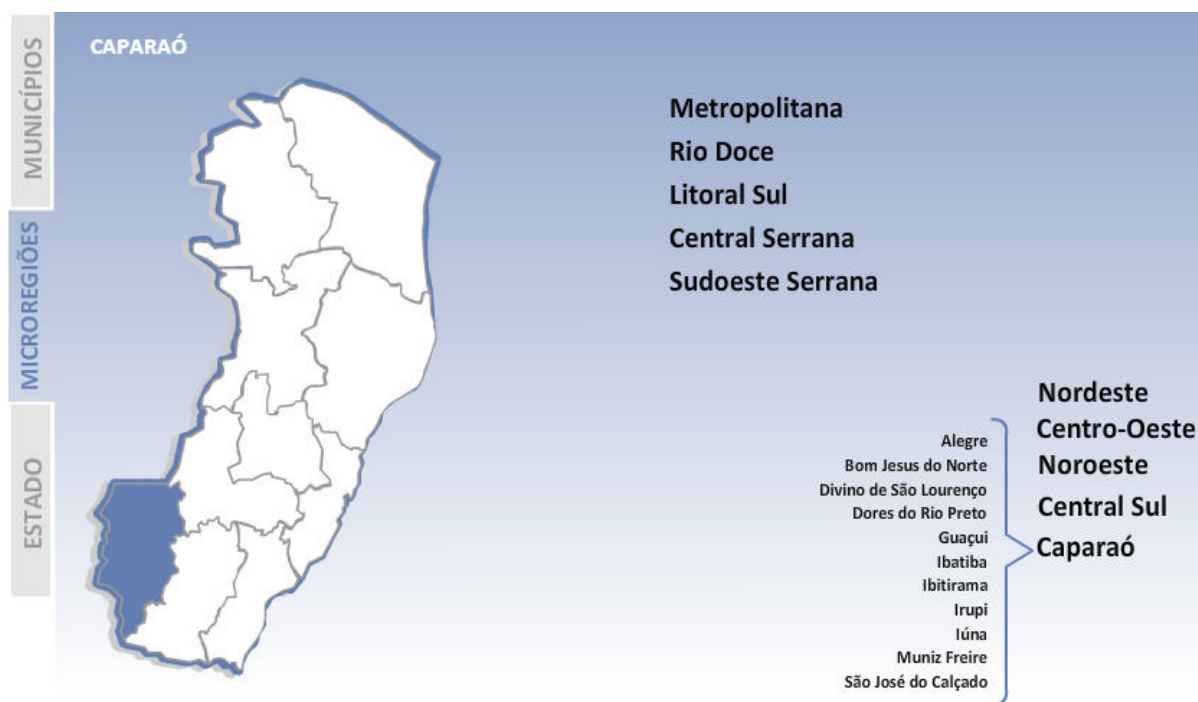 MUNICÍPIOS
MICROREGIÕES
ESTADO
CAPARAÓ
Metropolitana
Rio Doce
Litoral Sul
Central Serrana
Sudoeste Serrana
Nordeste
Centro-Oeste
Noroeste
Central Sul
Caparaó
Alegre
Bom Jesus do Norte
Divino de São Lourenço
Dores do Rio Preto
Guaçui
Ibatiba
Ibitirama
Irupi
Iúna
Muniz Freire
São José do Calçado